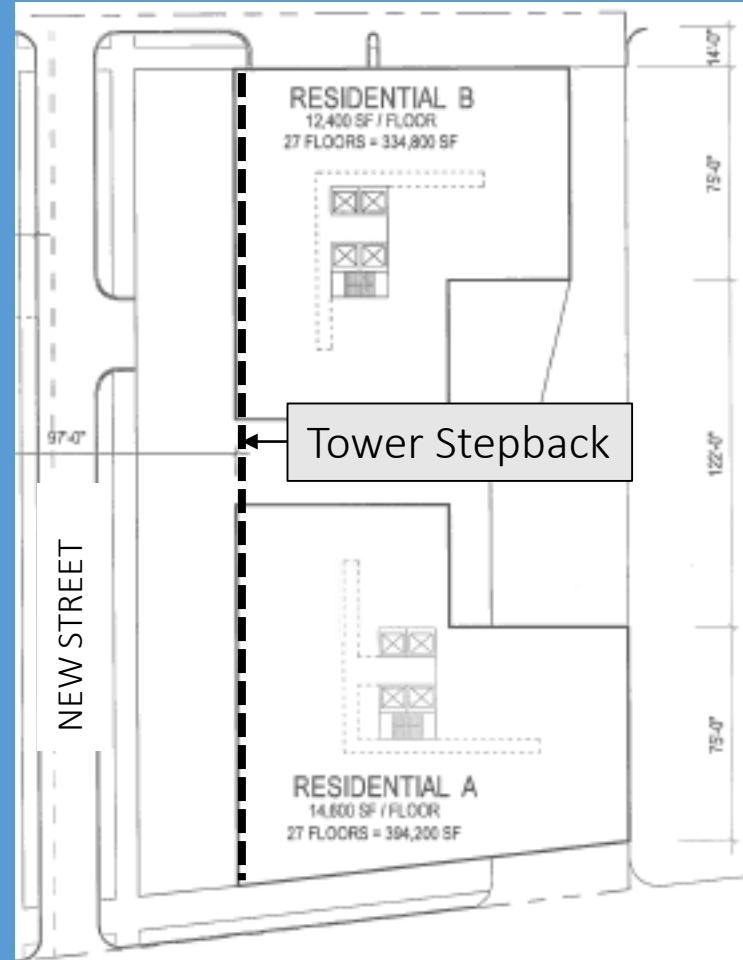 14'-0"
RESIDENTIAL B
12,400 SF / FLOOR
27 FLOORS = 334,800 SF
75'-0"
97'-0"
Tower Stepback
122'-0"
NEW STREET
75'-0"
RESIDENTIAL A
14,600 SF / FLOOR
27 FLOORS = 394,200 SF